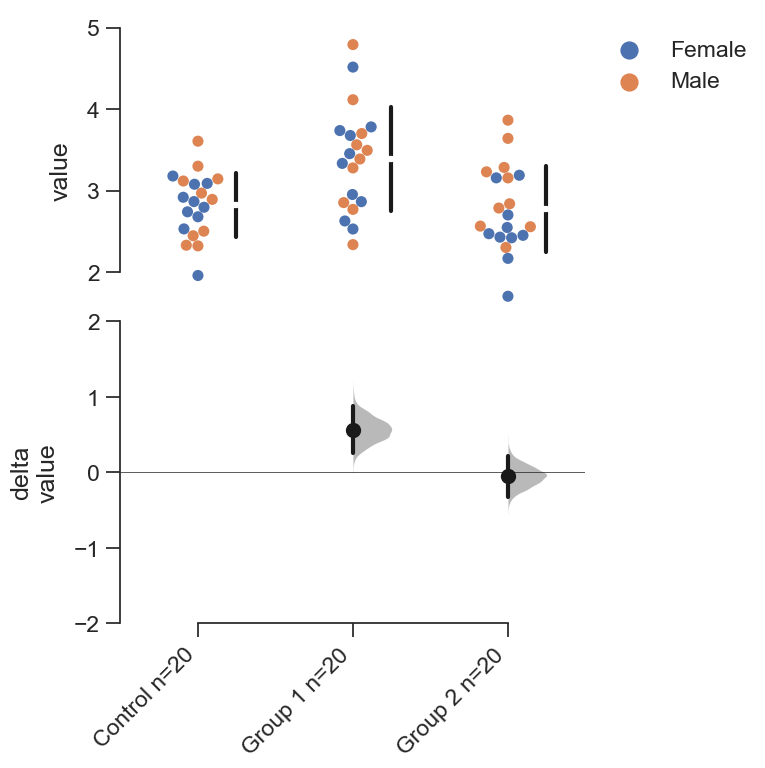 5
4
3
2
value
Female
Male
2
1
0
−1
−2
delta
value
Control n=20
Group 1 n=20
Group 2 n=20